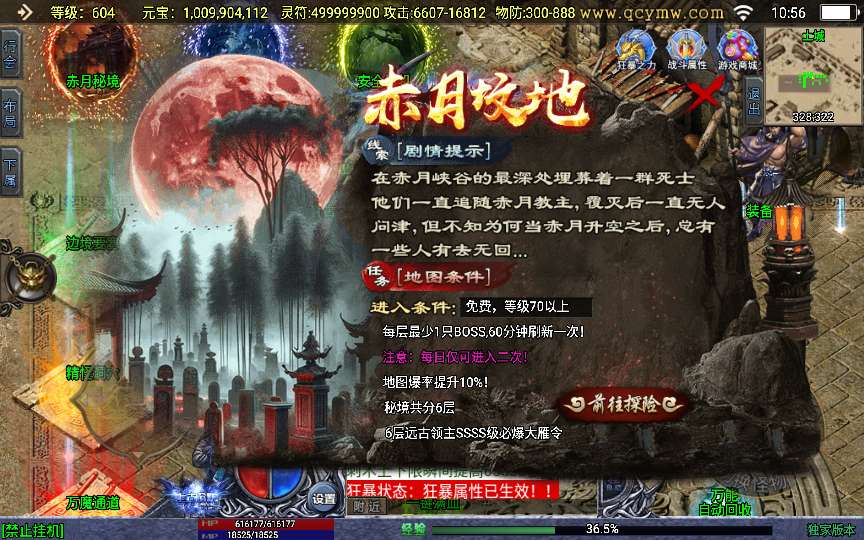 等级：604 元宝：1,009,904,112 灵符:499999900 攻击:6607-16812 物防:300-888 www.qcymw.com 10:56
行会
布局
下属
赤月秘境
安全
狂暴之力 战斗属性 游戏商城
土城
退出
328:322
赤月坟地
线索 [剧情提示]
在赤月峡谷的最深处埋葬着一群死士
他们一直追随赤月教主,覆灭后一直无人
问津,但不知为何当赤月升空之后,总有
一些人有去无回...
装备
任务 [地图条件]
进入条件: 免费，等级70以上
每层最少1只BOSS,60分钟刷新一次!
注意：每日仅可进入二次!
地图爆率提升10%!
秘境共分6层
前往探险
6层远古领主SSSS级必爆大雁令
精怪
万魔通道
设置
狂暴状态：狂暴属性已生效！！
附近
万能
自动回收
[禁止挂机]
HP 616177/616177
MP 18525/18525
经验 36.5%
独家版本